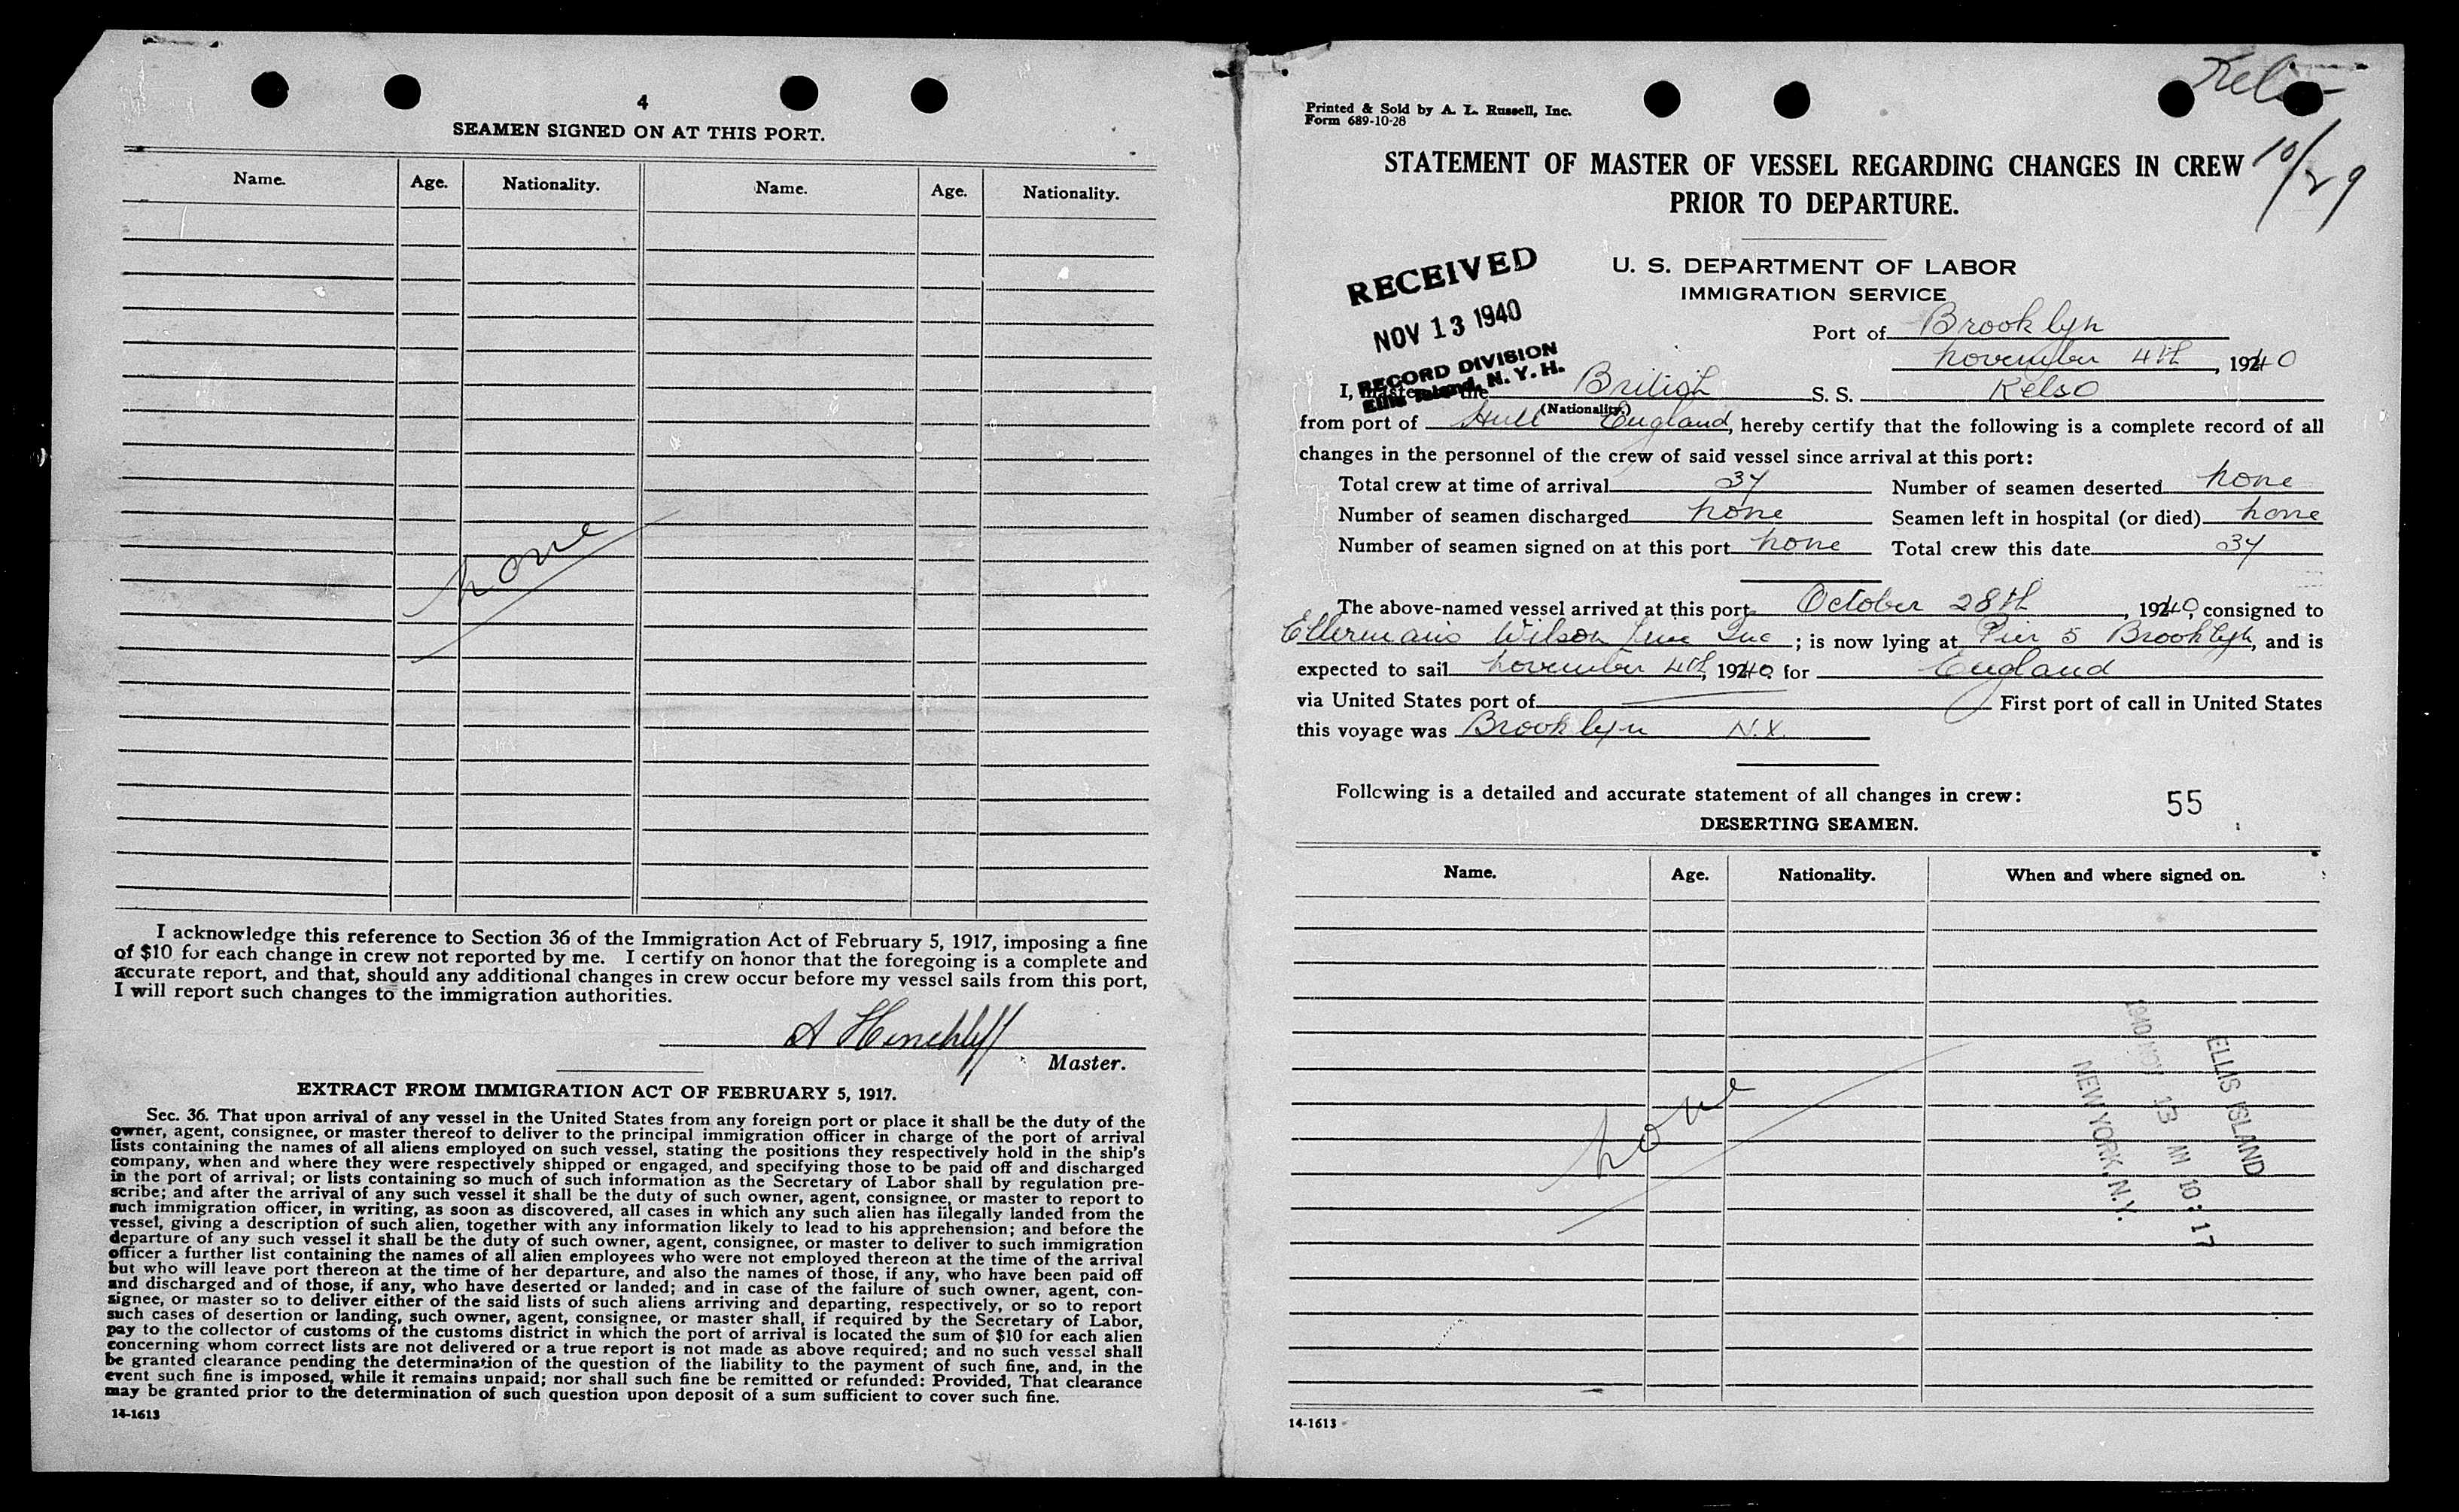 4
SEAMEN SIGNED ON AT THIS PORT.
Name. Age. Nationality. Name. Age. Nationality.
none
I acknowledge this reference to Section 36 of the Immigration Act of February 5, 1917, imposing a fine
of $10 for each change in crew not reported by me. I certify on honor that the foregoing is a complete and
accurate report, and that, should any additional changes in crew occur before my vessel sails from this port,
I will report such changes to the immigration authorities.
A Hinchliff
Master.
EXTRACT FROM IMMIGRATION ACT OF FEBRUARY 5, 1917.
Sec. 36. That upon arrival of any vessel in the United States from any foreign port or place it shall be the duty of the
owner, agent, consignee, or master thereof to deliver to the principal immigration officer in charge of the port of arrival
lists containing the names of all aliens employed on such vessel, stating the positions they respectively hold in the ship's
company, when and where they were respectively shipped or engaged, and specifying those to be paid off and discharged
in the port of arrival; or lists containing so much of such information as the Secretary of Labor shall by regulation pre-
scribe; and after the arrival of any such vessel it shall be the duty of such owner, agent, consignee, or master to report to
such immigration officer, in writing, as soon as discovered, all cases in which any such alien has illegally landed from the
vessel, giving a description of such alien, together with any information likely to lead to his apprehension; and before the
departure of any such vessel it shall be the duty of such owner, agent, consignee, or master to deliver to such immigration
officer a further list containing the names of all alien employees who were not employed thereon at the time of the arrival
but who will leave port thereon at the time of her departure, and also the names of those, if any, who have been paid off
and discharged and of those, if any, who have deserted or landed; and in case of the failure of such owner, agent, con-
signee, or master so to deliver either of the said lists of such aliens arriving and departing, respectively, or so to report
such cases of desertion or landing, such owner, agent, consignee, or master shall, if required by the Secretary of Labor,
pay to the collector of customs of the customs district in which the port of arrival is located the sum of $10 for each alien
concerning whom correct lists are not delivered or a true report is not made as above required; and no such vessel shall
be granted clearance pending the determination of the question of the liability to the payment of such fine, and, in the
event such fine is imposed, while it remains unpaid; nor shall such fine be remitted or refunded: Provided, That clearance
may be granted prior to the determination of such question upon deposit of a sum sufficient to cover such fine.
14-1613
Kelso
10/29
Printed & Sold by A. L. Russell, Inc.
Form 689-10-28
STATEMENT OF MASTER OF VESSEL REGARDING CHANGES IN CREW
PRIOR TO DEPARTURE.
U. S. DEPARTMENT OF LABOR
IMMIGRATION SERVICE
RECEIVED
NOV 13 1940
RECORD DIVISION
Ellis Island, N. Y. H.
Port of Brooklyn
November 4th, 1940
I, master the British S. S. Kelso
(Nationality.)
from port of Hull England, hereby certify that the following is a complete record of all
changes in the personnel of the crew of said vessel since arrival at this port:
Total crew at time of arrival 37 Number of seamen deserted none
Number of seamen discharged none Seamen left in hospital (or died) none
Number of seamen signed on at this port none Total crew this date 37
The above-named vessel arrived at this port October 28th, 1940, consigned to
Ellermans Wilson Line Inc; is now lying at Pier 5 Brooklyn, and is
expected to sail November 4th, 1940 for England
via United States port of First port of call in United States
this voyage was Brooklyn N.Y.
Following is a detailed and accurate statement of all changes in crew:
55
DESERTING SEAMEN.
Name. Age. Nationality. When and where signed on.
none
ELLIS ISLAND
1940 NOV 13 AM 10:17
NEW YORK, N.Y.
14-1613